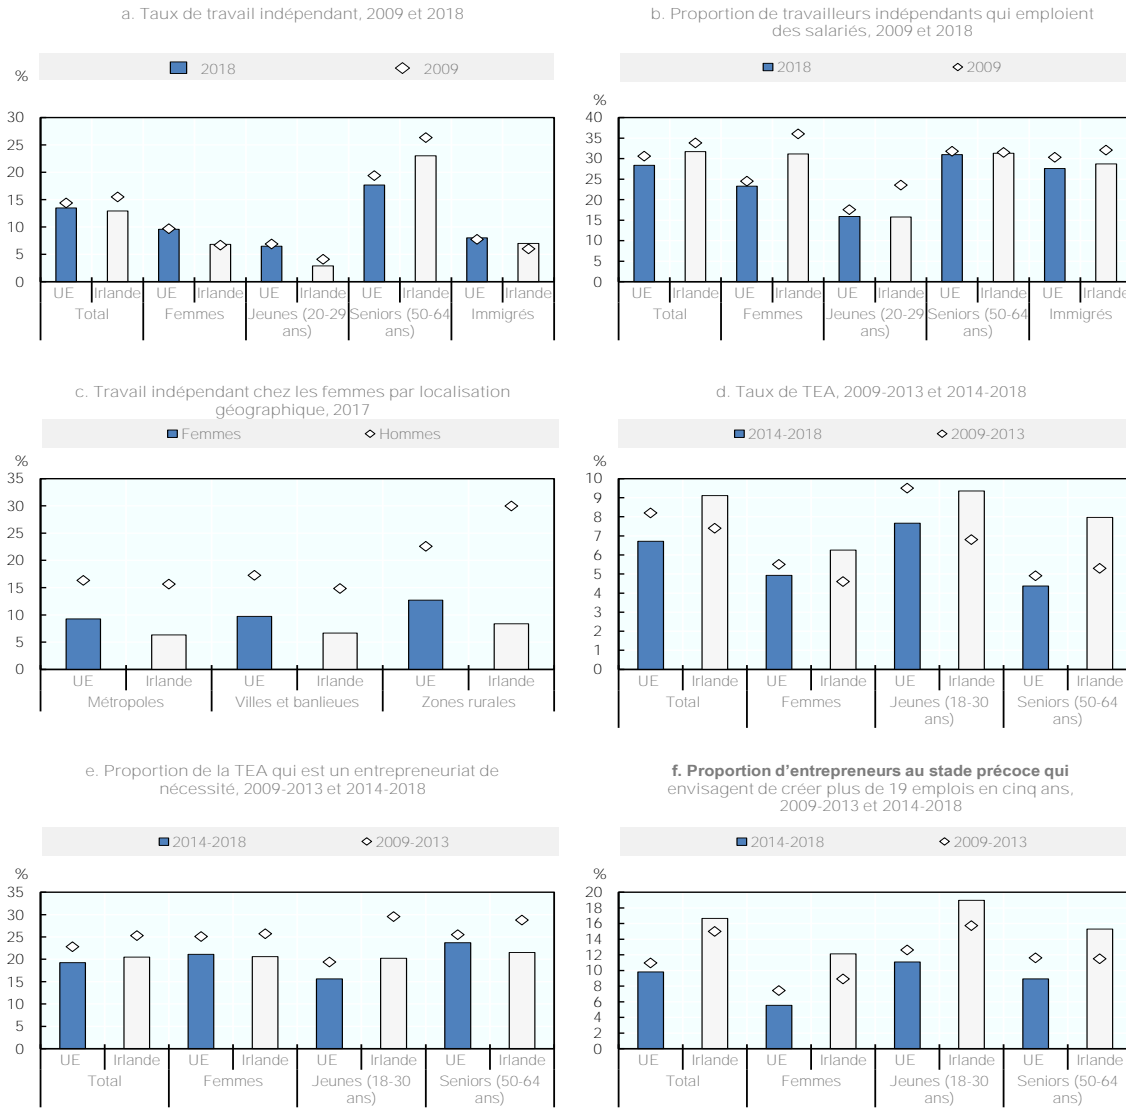 a. Taux de travail indépendant, 2009 et 2018
2018
2009
%
30
25
20
15
10
5
0
UE Irlande UE Irlande UE Irlande UE Irlande UE Irlande
Total Femmes Jeunes (20-29 ans) Seniors (50-64 ans) Immigrés
b. Proportion de travailleurs indépendants qui emploient
des salariés, 2009 et 2018
2018
2009
%
40
35
30
25
20
15
10
5
0
UE Irlande UE Irlande UE Irlande UE Irlande UE Irlande
Total Femmes Jeunes (20-29 ans) Seniors (50-64 ans) Immigrés
c. Travail indépendant chez les femmes par localisation
géographique, 2017
Femmes
Hommes
%
35
30
25
20
15
10
5
0
UE Irlande UE Irlande UE Irlande
Métropoles Villes et banlieues Zones rurales
d. Taux de TEA, 2009-2013 et 2014-2018
2014-2018
2009-2013
%
10
9
8
7
6
5
4
3
2
1
0
UE Irlande UE Irlande UE Irlande UE Irlande
Total Femmes Jeunes (18-30 ans) Seniors (50-64 ans)
e. Proportion de la TEA qui est un entrepreneuriat de
nécessité, 2009-2013 et 2014-2018
2014-2018
2009-2013
%
35
30
25
20
15
10
5
0
UE Irlande UE Irlande UE Irlande UE Irlande
Total Femmes Jeunes (18-30 ans) Seniors (50-64 ans)
f. Proportion d'entrepreneurs au stade précoce qui
envisagent de créer plus de 19 emplois en cinq ans,
2009-2013 et 2014-2018
2014-2018
2009-2013
%
20
18
16
14
12
10
8
6
4
2
0
UE Irlande UE Irlande UE Irlande UE Irlande
Total Femmes Jeunes (18-30 ans) Seniors (50-64 ans)